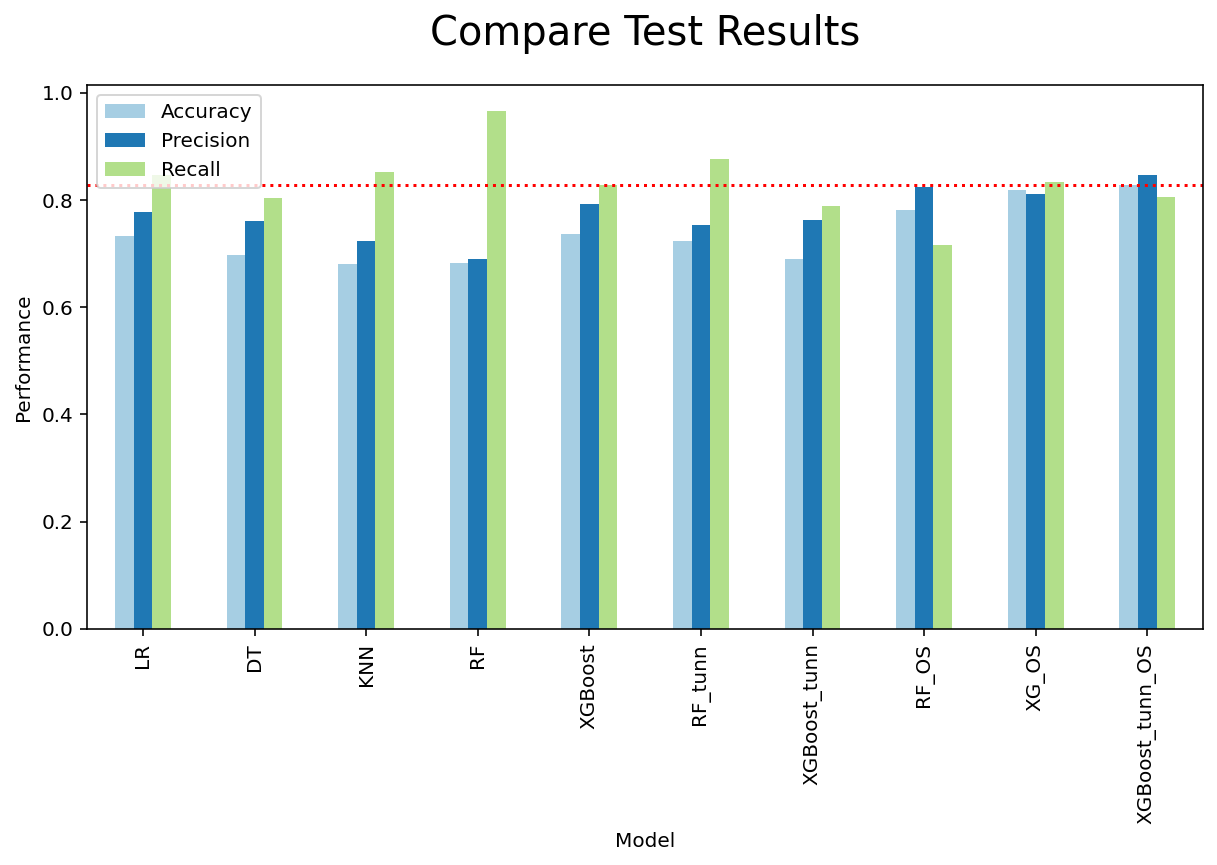 Compare Test Results
1.0
0.8
0.6
0.4
0.2
0.0
Performance
Accuracy
Precision
Recall
LR
DT
KNN
RF
XGBoost
RF_tunn
XGBoost_tunn
RF_OS
XG_OS
XGBoost_tunn_OS
Model